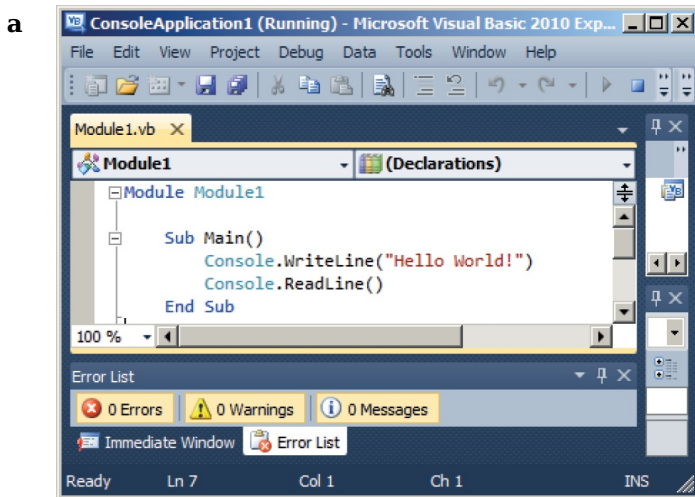 a
ConsoleApplication1 (Running) - Microsoft Visual Basic 2010 Exp...
File Edit View Project Debug Data Tools Window Help
Module1.vb
Module1 (Declarations)
Module Module1
Sub Main()
Console.WriteLine("Hello World!")
Console.ReadLine()
End Sub
100 %
Error List
0 Errors 0 Warnings 0 Messages
Immediate Window Error List
Ready Ln 7 Col 1 Ch 1 INS